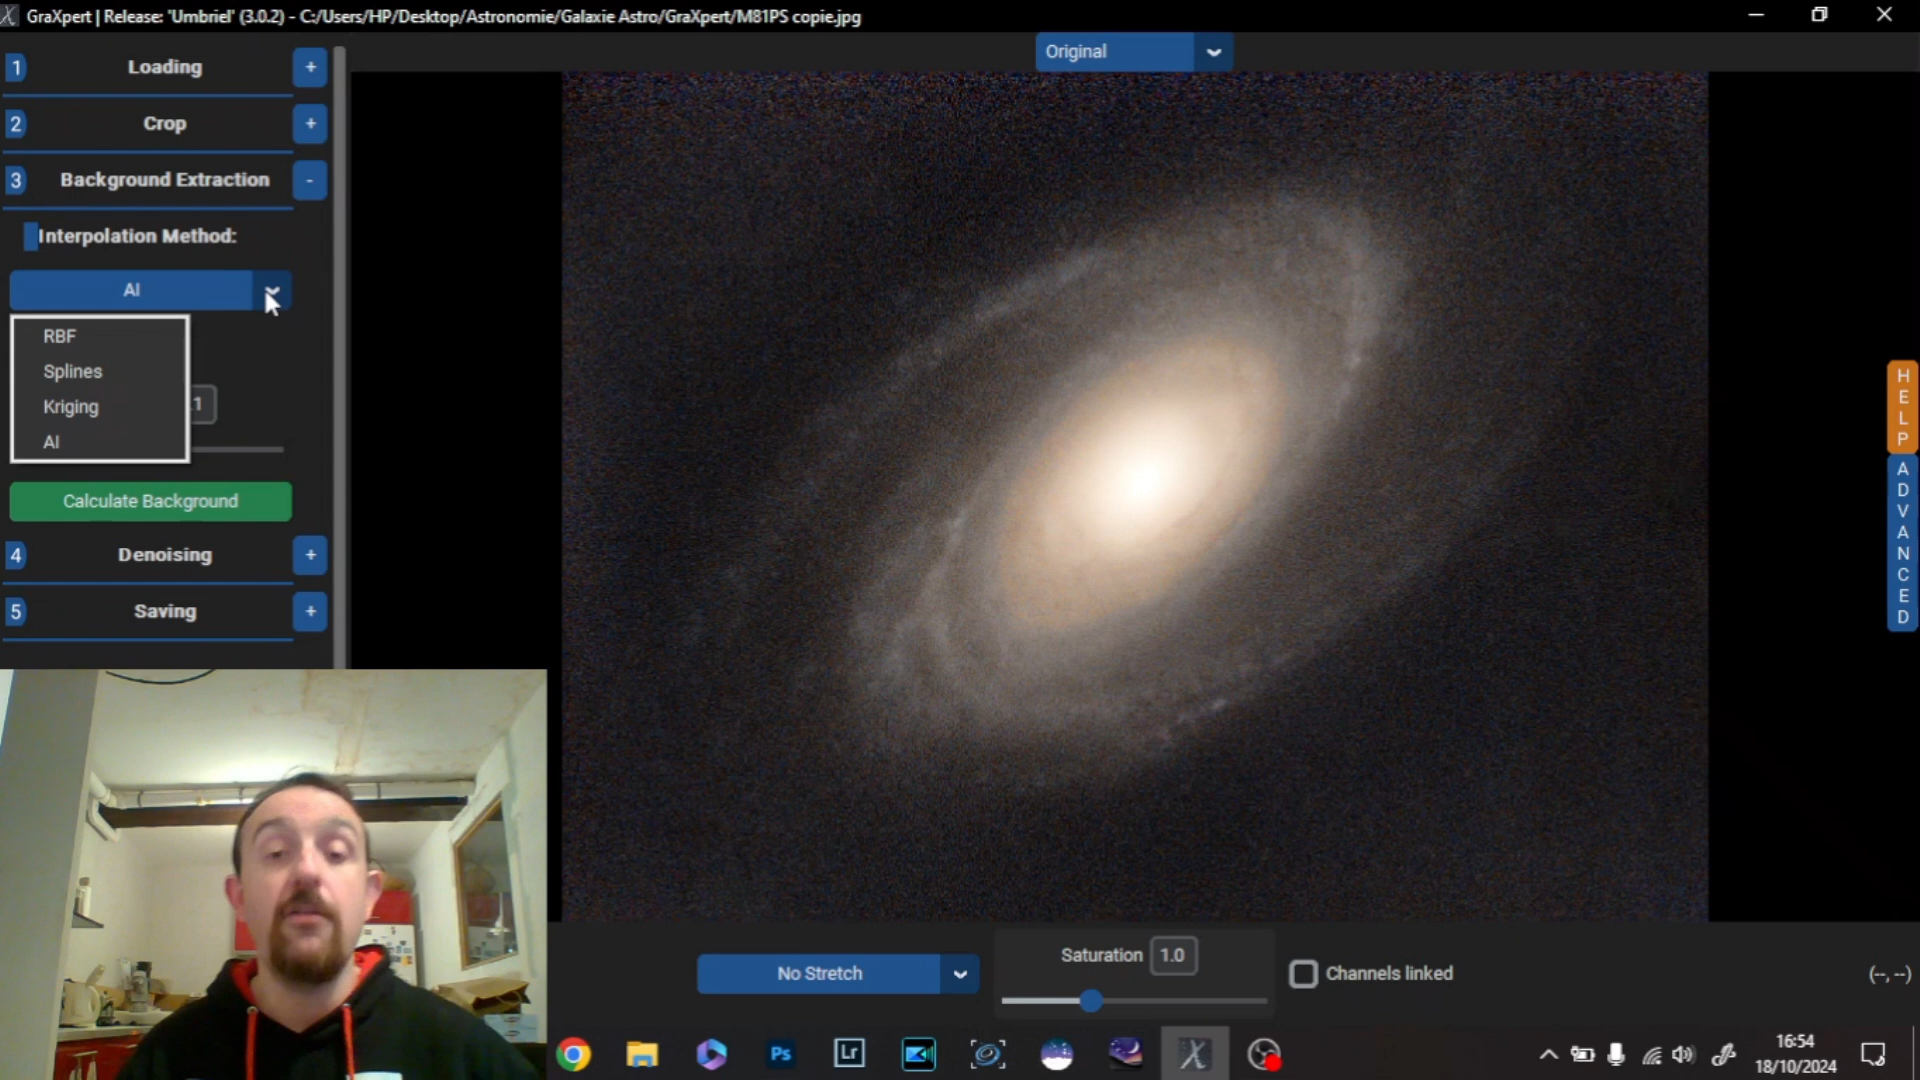 GraXpert | Release: 'Umbriel' (3.0.2) - C:/Users/HP/Desktop/Astronomie/Galaxie Astro/GraXpert/M81PS copie.jpg
Original
1 Loading +
2 Crop +
3 Background Extraction -
Interpolation Method:
AI
RBF
Splines
Kriging
AI
.1
Calculate Background
4 Denoising +
5 Saving +
HELP
ADVANCED
No Stretch
Saturation 1.0
Channels linked
(--, --)
Ps
Lr
16:54
18/10/2024